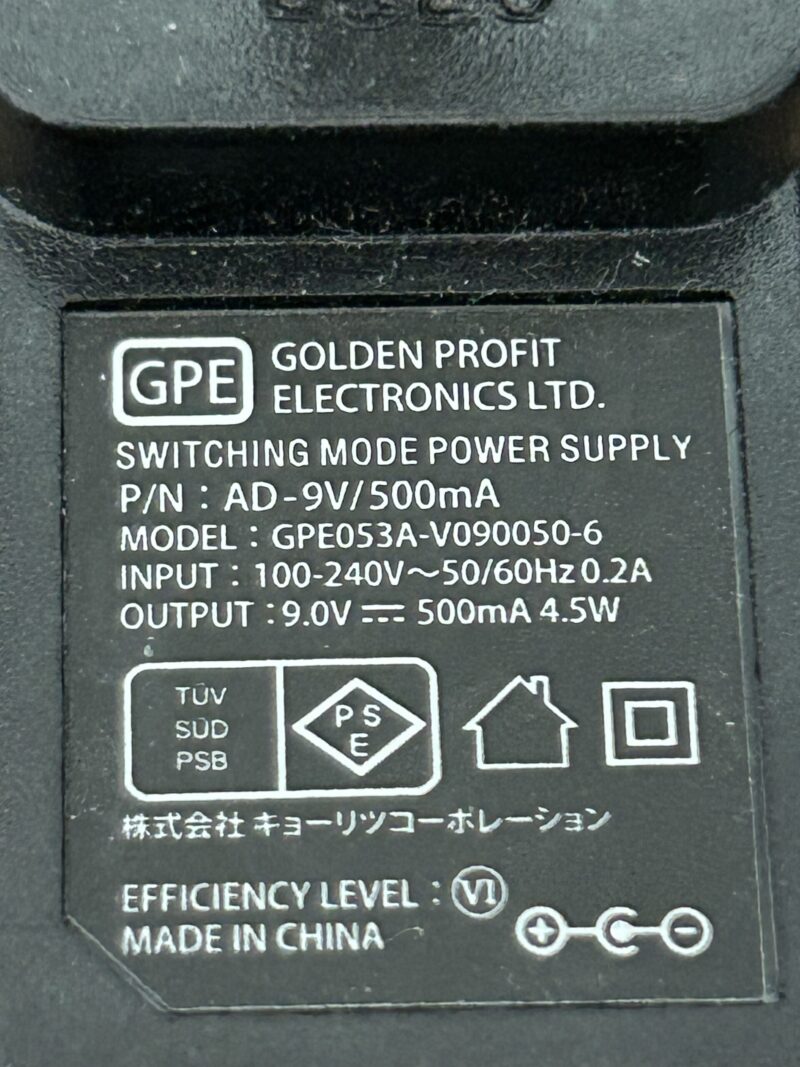 GPE
GOLDEN PROFIT
ELECTRONICS LTD.
SWITCHING MODE POWER SUPPLY
P/N : AD-9V/500mA
MODEL : GPE053A-V090050-6
INPUT : 100-240V～50/60Hz 0.2A
OUTPUT : 9.0V ⎓ 500mA 4.5W
TÜV
SÜD
PSB
PS
E
株式会社 キョーリツコーポレーション
EFFICIENCY LEVEL : VI
MADE IN CHINA